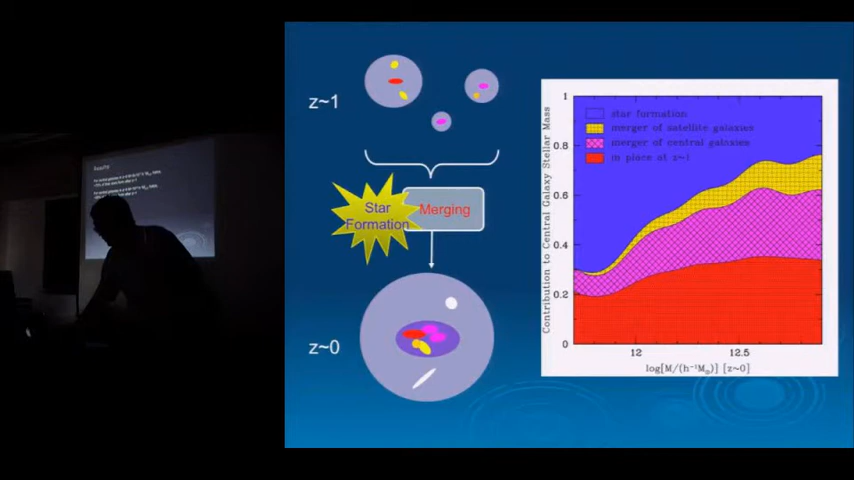 z~1
Star
Formation
Merging
z~0
Contribution to Central Galaxy Stellar Mass
1
0.8
0.6
0.4
0.2
0
star formation
merger of satellite galaxies
merger of central galaxies
in place at z~1
12
12.5
log[M/(h⁻¹M⊙)] [z~0]